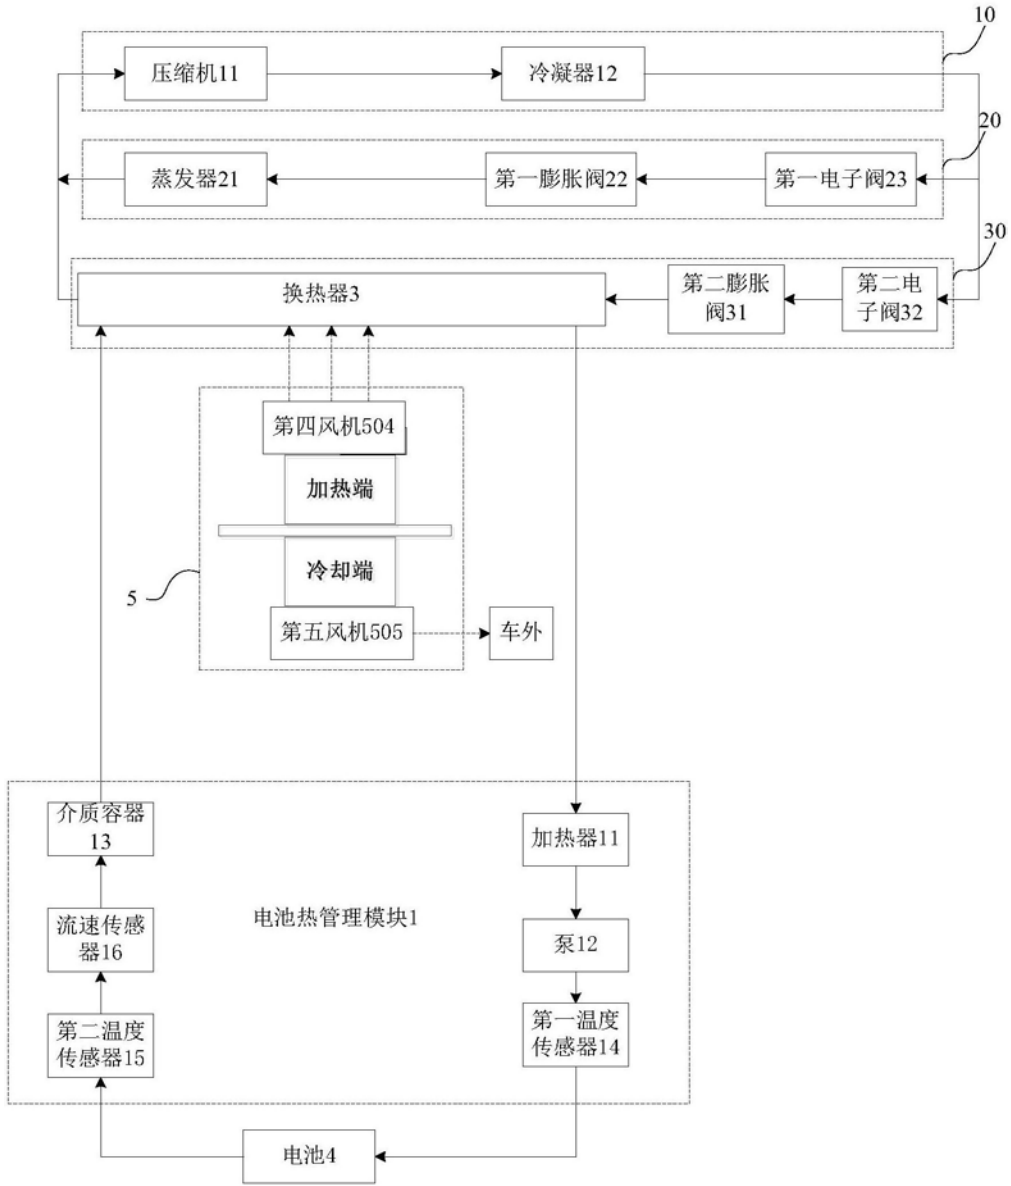 10
压缩机11
冷凝器12
20
蒸发器21
第一膨胀阀22
第一电子阀23
30
换热器3
第二膨胀
阀31
第二电
子阀32
第四风机504
加热端
冷却端
5
第五风机505
车外
介质容器
13
加热器11
流速传感
器16
电池热管理模块1
泵12
第二温度
传感器15
第一温度
传感器14
电池4